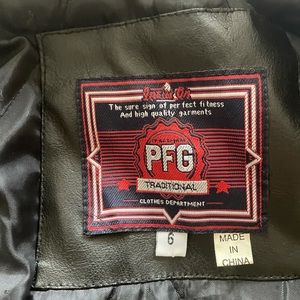 The sure sign of perfect fitness
And high quality garments
PFG
TRADITIONAL
CLOTHES DEPARTMENT
6
MADE
IN
CHINA